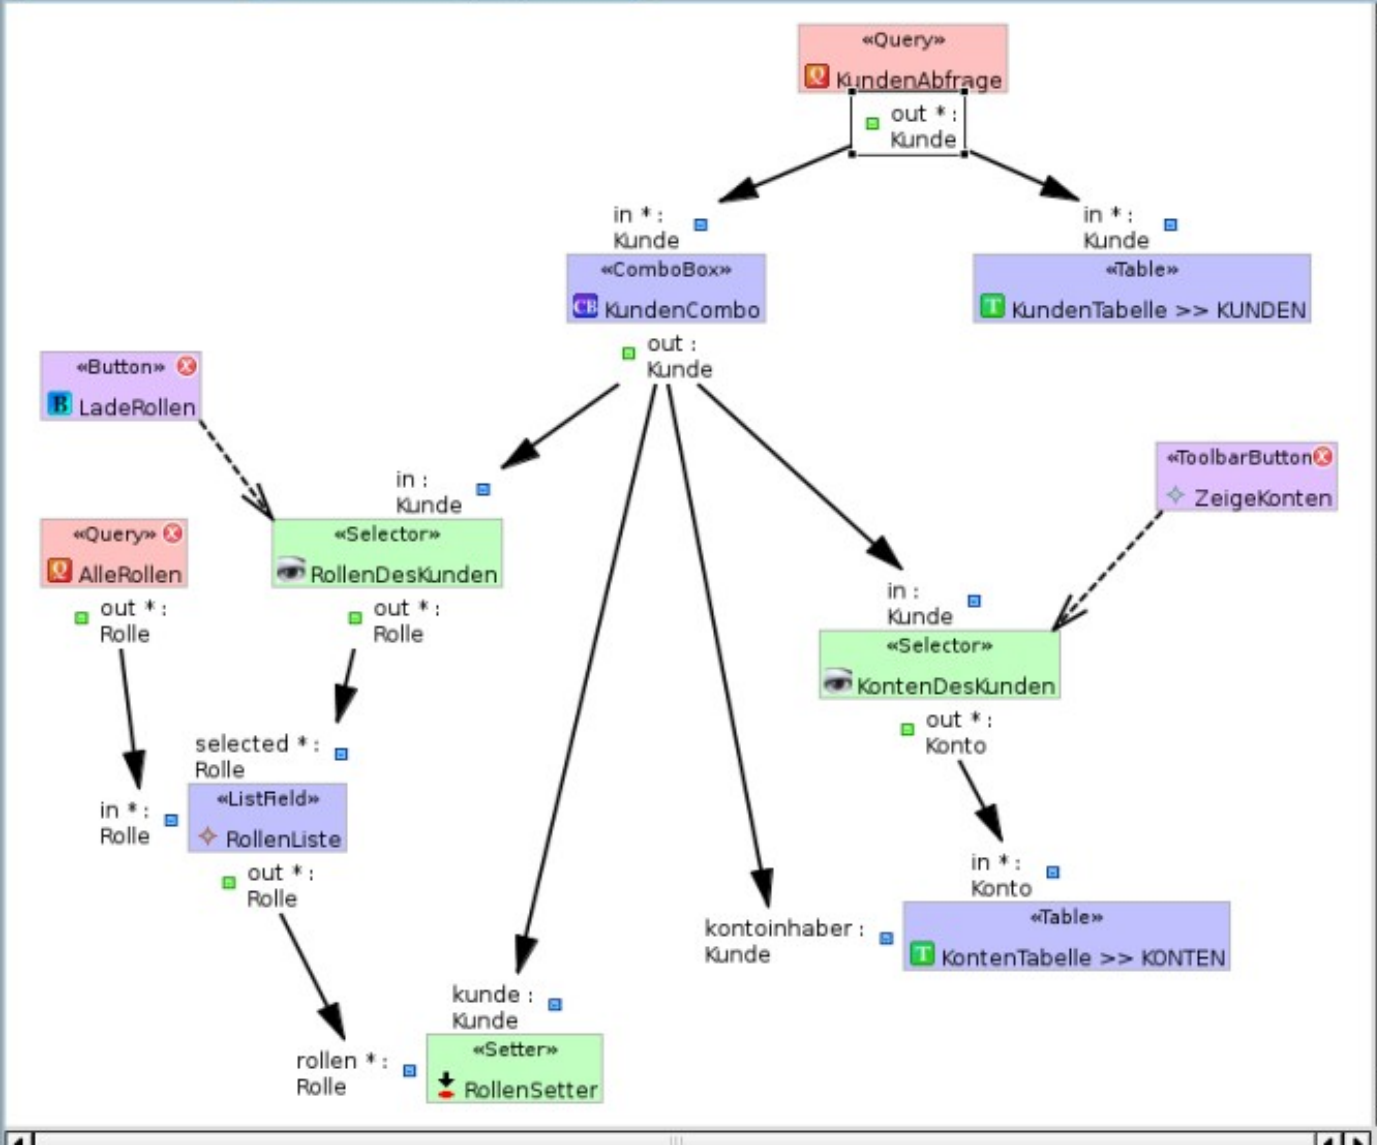 «Query»
Q KundenAbfrage
out * :
Kunde
in * :
Kunde
in * :
Kunde
«ComboBox»
CB KundenCombo
«Table»
T KundenTabelle >> KUNDEN
out :
Kunde
«Button»
B LadeRollen
«ToolbarButton»
ZeigeKonten
in :
Kunde
«Query»
Q AlleRollen
«Selector»
RollenDesKunden
in :
Kunde
out * :
Rolle
out * :
Rolle
«Selector»
KontenDesKunden
out * :
Konto
selected * :
Rolle
in * :
Rolle
«ListField»
RollenListe
out * :
Rolle
in * :
Konto
kontoinhaber :
Kunde
«Table»
T KontenTabelle >> KONTEN
kunde :
Kunde
rollen * :
Rolle
«Setter»
RollenSetter